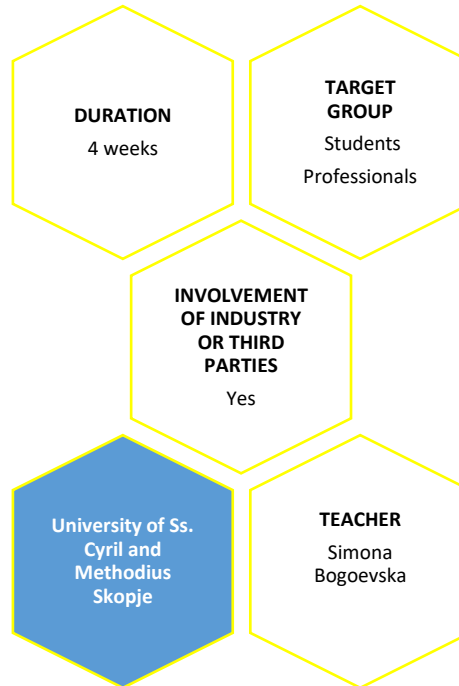 DURATION
4 weeks
TARGET
GROUP
Students
Professionals
INVOLVEMENT
OF INDUSTRY
OR THIRD
PARTIES
Yes
University of Ss.
Cyril and
Methodius
Skopje
TEACHER
Simona
Bogoevska